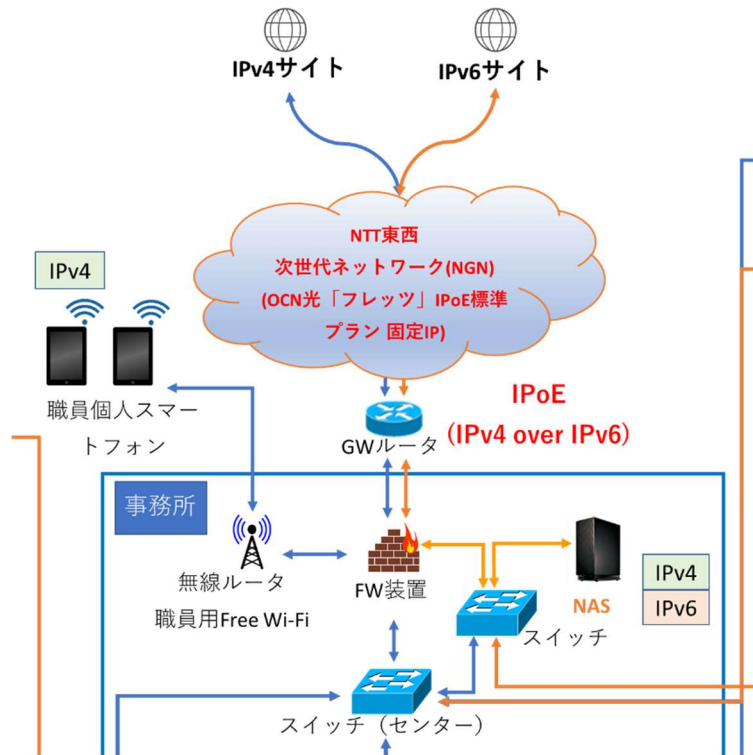 IPv4サイト
IPv6サイト
NTT東西
次世代ネットワーク(NGN)
(OCN光「フレッツ」IPoE標準
プラン 固定IP)
IPv4
職員個人スマー
トフォン
IPoE
(IPv4 over IPv6)
GWルータ
事務所
無線ルータ
職員用Free Wi-Fi
FW装置
NAS
IPv4
IPv6
スイッチ
スイッチ（センター）